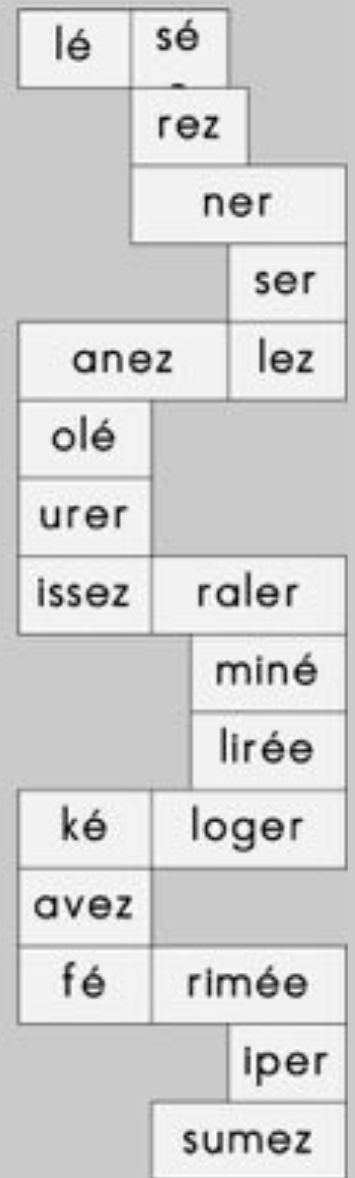 lé sé
rez
ner
ser
anez lez
olé
urer
issez raler
miné
lirée
ké loger
avez
fé rimée
iper
sumez